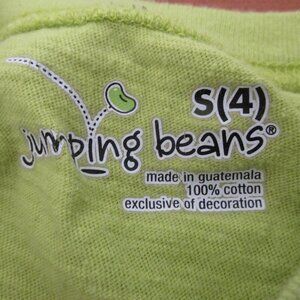 S(4)
jumping beans®
made in guatemala
100% cotton
exclusive of decoration